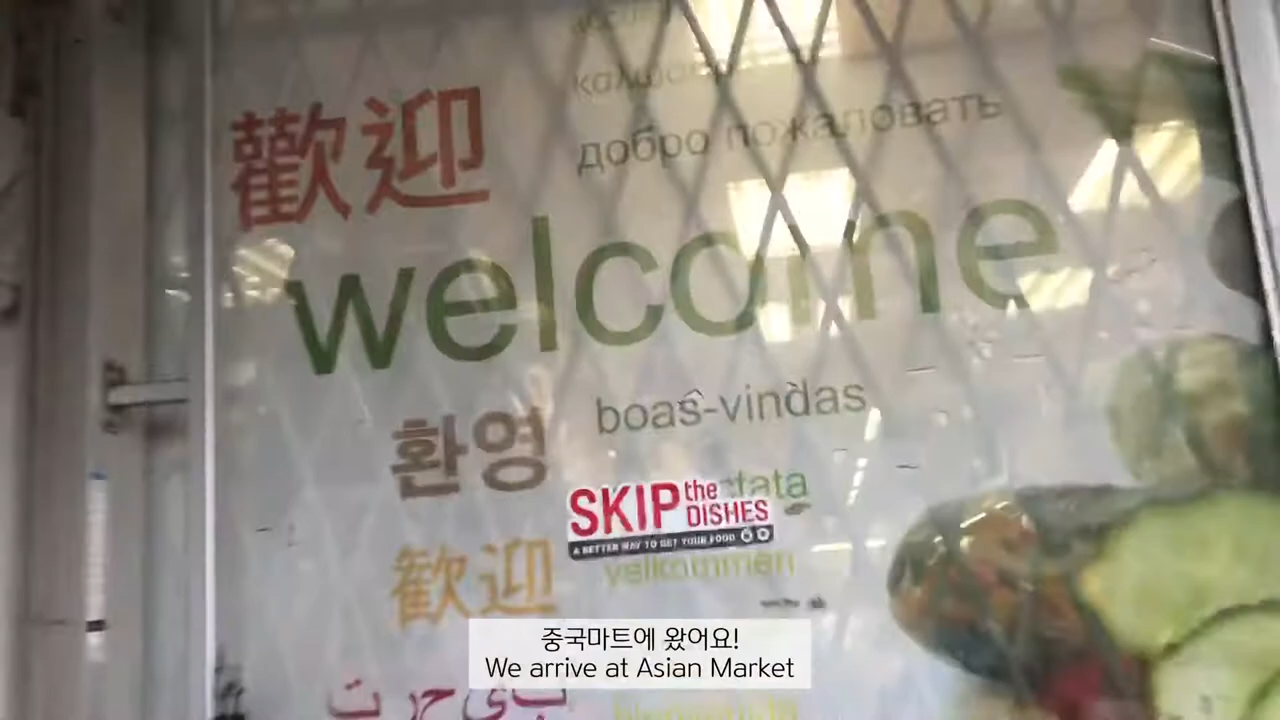 歡迎
добро пожаловать
welcome
환영
boas-vindas
SKIP the DISHES
A BETTER WAY TO GET YOUR FOOD
歓迎
velkommen
중국마트에 왔어요!
We arrive at Asian Market